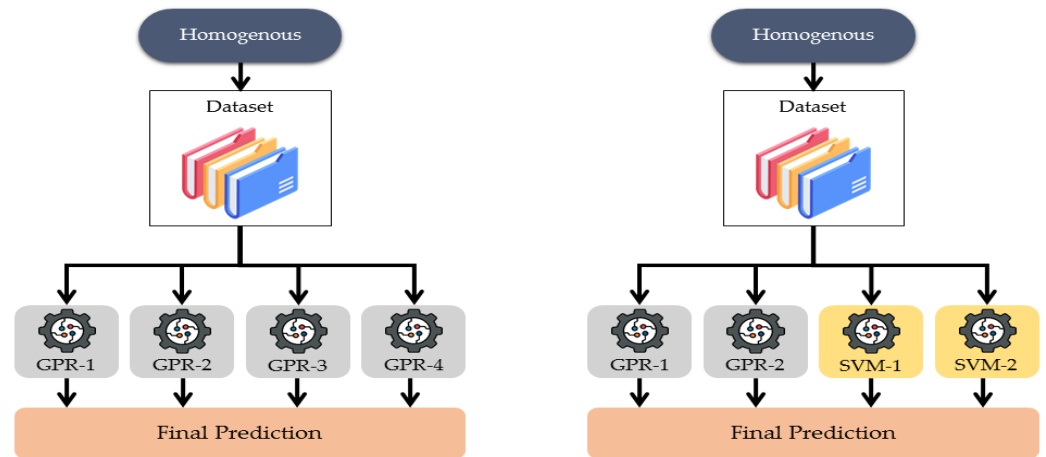 Homogenous
Dataset
GPR-1
GPR-2
GPR-3
GPR-4
Final Prediction
Homogenous
Dataset
GPR-1
GPR-2
SVM-1
SVM-2
Final Prediction